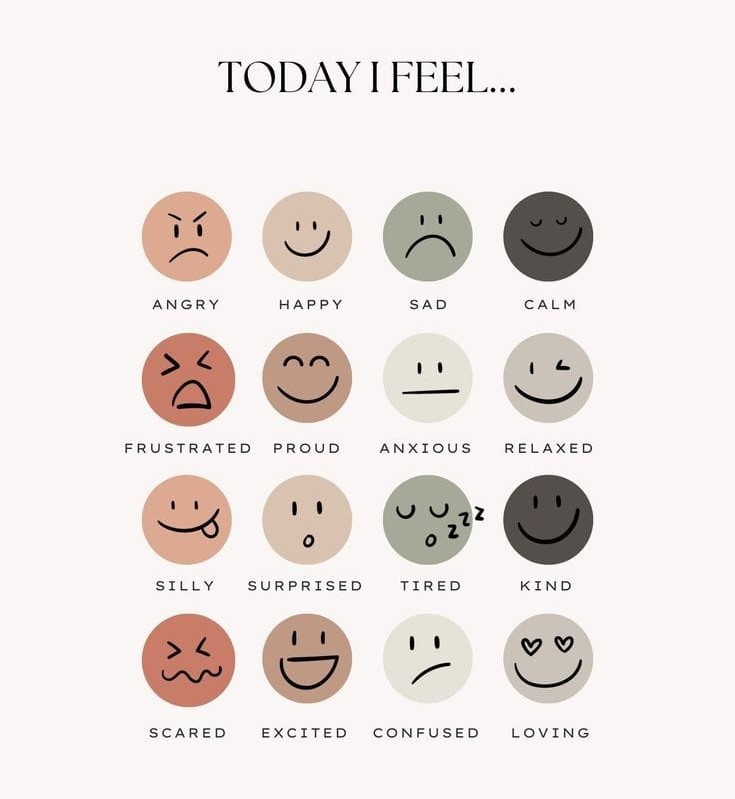 TODAY I FEEL...
ANGRY HAPPY SAD CALM
FRUSTRATED PROUD ANXIOUS RELAXED
zzz
SILLY SURPRISED TIRED KIND
SCARED EXCITED CONFUSED LOVING